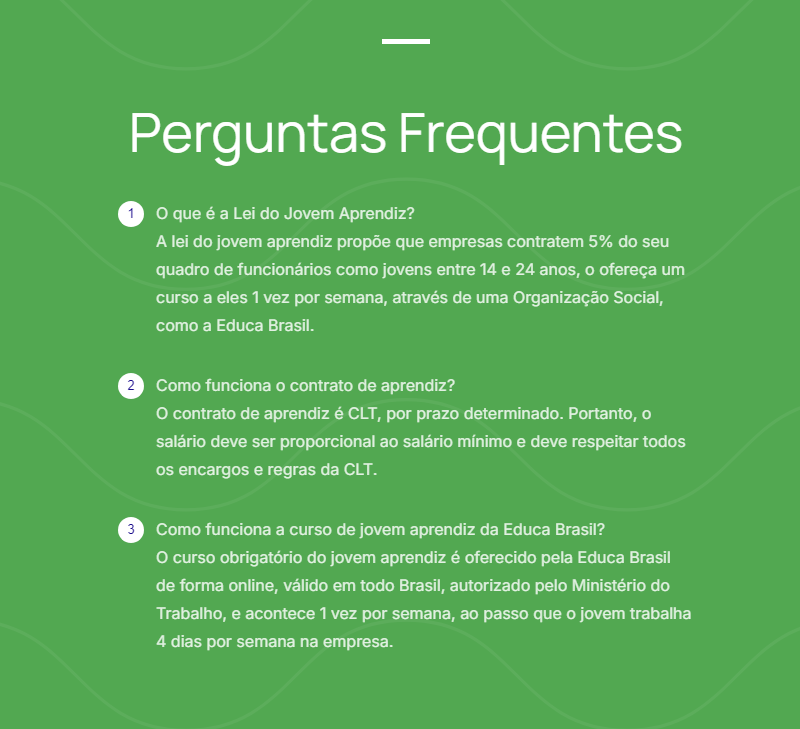 Perguntas Frequentes
1 O que é a Lei do Jovem Aprendiz?
A lei do jovem aprendiz propõe que empresas contratem 5% do seu
quadro de funcionários como jovens entre 14 e 24 anos, o ofereça um
curso a eles 1 vez por semana, através de uma Organização Social,
como a Educa Brasil.
2 Como funciona o contrato de aprendiz?
O contrato de aprendiz é CLT, por prazo determinado. Portanto, o
salário deve ser proporcional ao salário mínimo e deve respeitar todos
os encargos e regras da CLT.
3 Como funciona a curso de jovem aprendiz da Educa Brasil?
O curso obrigatório do jovem aprendiz é oferecido pela Educa Brasil
de forma online, válido em todo Brasil, autorizado pelo Ministério do
Trabalho, e acontece 1 vez por semana, ao passo que o jovem trabalha
4 dias por semana na empresa.